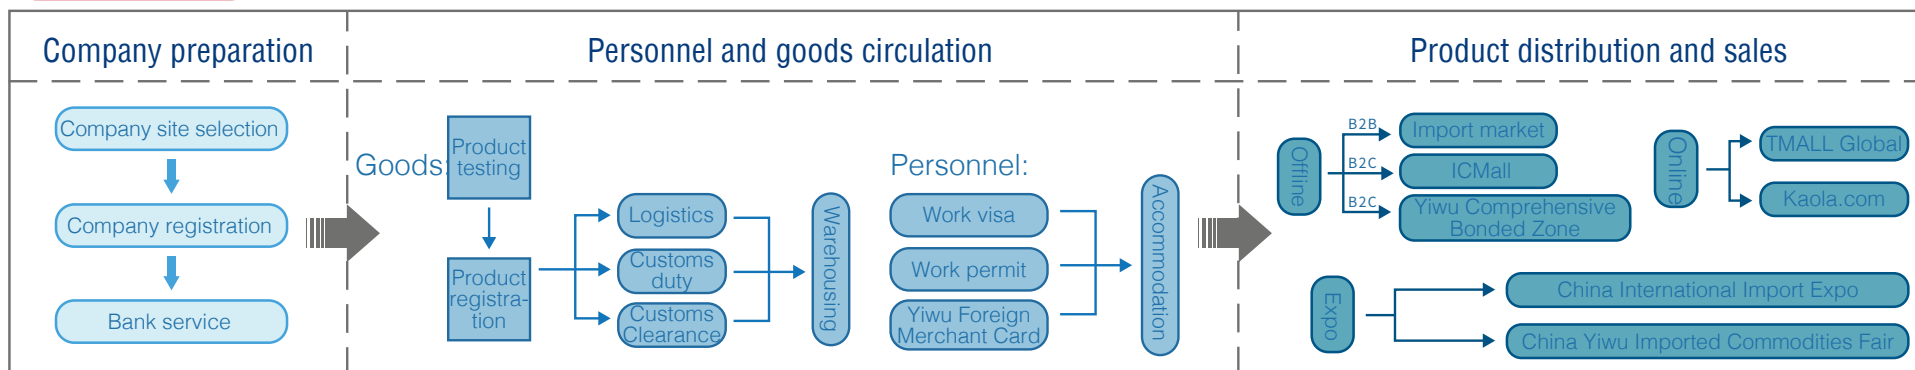 Company preparation
Personnel and goods circulation
Product distribution and sales
Company site selection
Company registration
Bank service
Goods:
Product
testing
Product
registra-
tion
Logistics
Customs
duty
Customs
Clearance
Warehousing
Personnel:
Work visa
Work permit
Yiwu Foreign
Merchant Card
Accommodation
Offline
B2B
Import market
B2C
ICMall
B2C
Yiwu Comprehensive
Bonded Zone
Online
TMALL Global
Kaola.com
Expo
China International Import Expo
China Yiwu Imported Commodities Fair